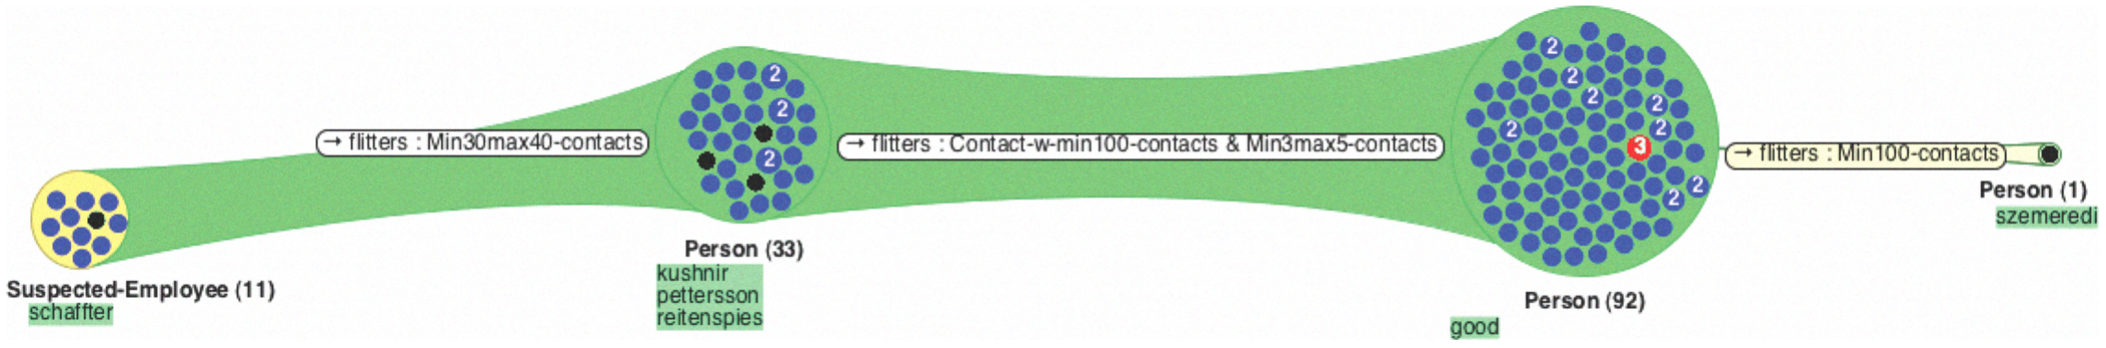 → flitters : Min30max40-contacts
→ flitters : Contact-w-min100-contacts & Min3max5-contacts
→ flitters : Min100-contacts
Suspected-Employee (11)
schaffter
Person (33)
kushnir
pettersson
reitenspies
2
2
2
Person (92)
good
2
2
2
2
2
2
3
2
2
Person (1)
szemeredi